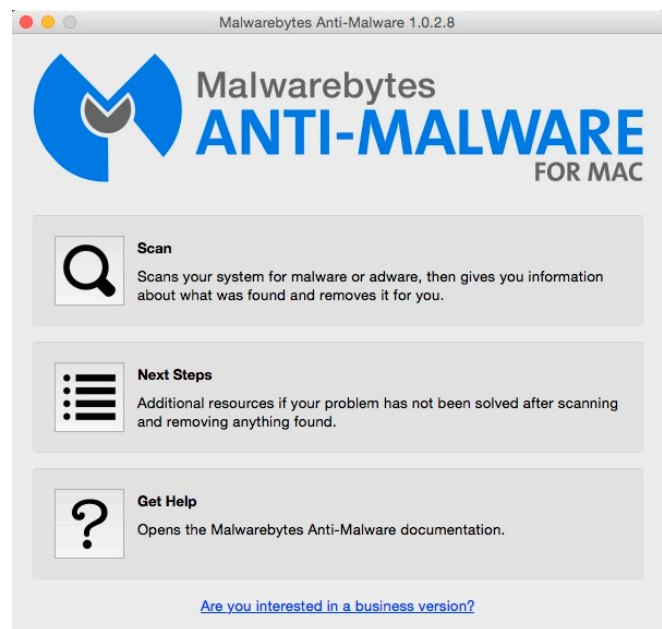 Malwarebytes Anti-Malware 1.0.2.8
Malwarebytes
ANTI-MALWARE
FOR MAC
Scan
Scans your system for malware or adware, then gives you information
about what was found and removes it for you.
Next Steps
Additional resources if your problem has not been solved after scanning
and removing anything found.
?
Get Help
Opens the Malwarebytes Anti-Malware documentation.
Are you interested in a business version?